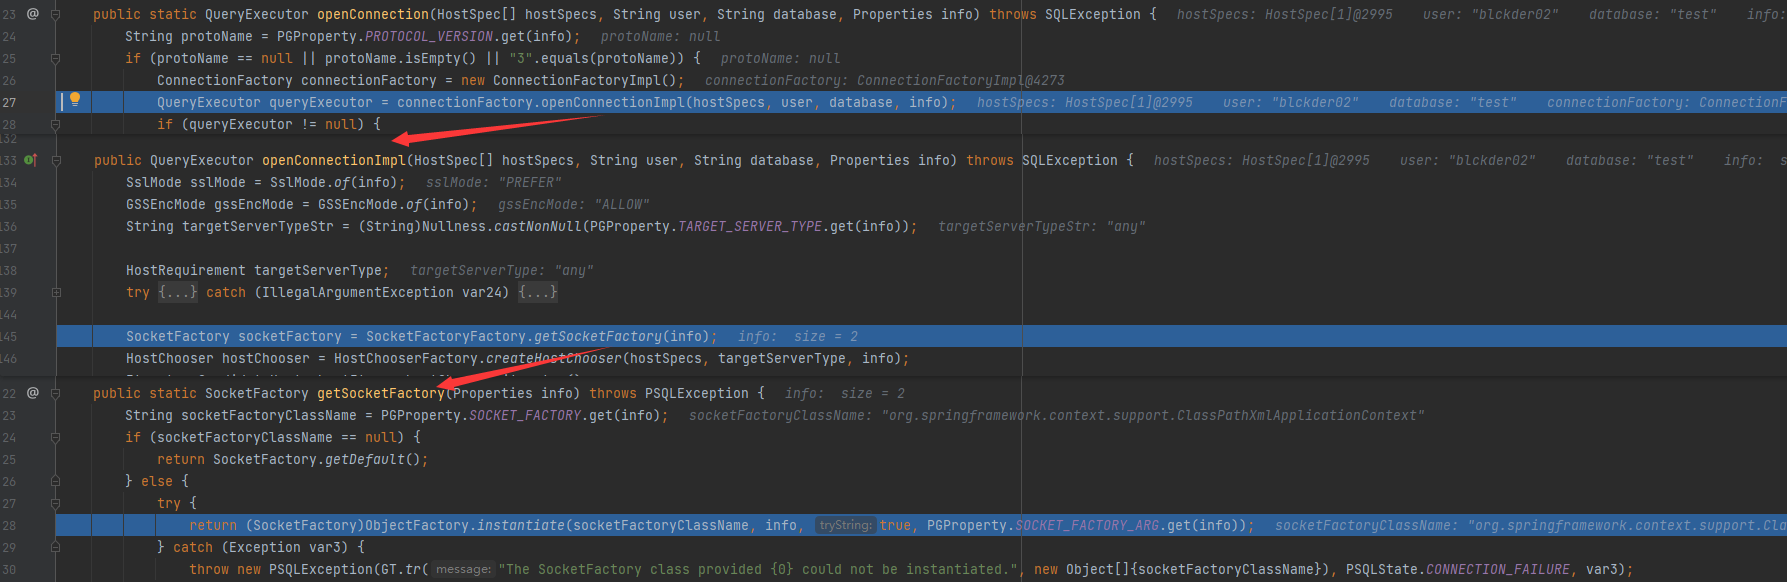 23 @ public static QueryExecutor openConnection(HostSpec[] hostSpecs, String user, String database, Properties info) throws SQLException { hostSpecs: HostSpec[1]@2995 user: "blckder02" database: "test" info:
24 String protoName = PGProperty.PROTOCOL_VERSION.get(info); protoName: null
25 if (protoName == null || protoName.isEmpty() || "3".equals(protoName)) { protoName: null
26 ConnectionFactory connectionFactory = new ConnectionFactoryImpl(); connectionFactory: ConnectionFactoryImpl@4273
27 QueryExecutor queryExecutor = connectionFactory.openConnectionImpl(hostSpecs, user, database, info); hostSpecs: HostSpec[1]@2995 user: "blckder02" database: "test" connectionFactory: ConnectionF
28 if (queryExecutor != null) {
132
133 public QueryExecutor openConnectionImpl(HostSpec[] hostSpecs, String user, String database, Properties info) throws SQLException { hostSpecs: HostSpec[1]@2995 user: "blckder02" database: "test" info: s
134 SslMode sslMode = SslMode.of(info); sslMode: "PREFER"
135 GSSEncMode gssEncMode = GSSEncMode.of(info); gssEncMode: "ALLOW"
136 String targetServerTypeStr = (String)Nullness.castNonNull(PGProperty.TARGET_SERVER_TYPE.get(info)); targetServerTypeStr: "any"
137
138 HostRequirement targetServerType; targetServerType: "any"
139 try {...} catch (IllegalArgumentException var24) {...}
144
145 SocketFactory socketFactory = SocketFactoryFactory.getSocketFactory(info); info: size = 2
146 HostChooser hostChooser = HostChooserFactory.createHostChooser(hostSpecs, targetServerType, info);
22 @ public static SocketFactory getSocketFactory(Properties info) throws PSQLException { info: size = 2
23 String socketFactoryClassName = PGProperty.SOCKET_FACTORY.get(info); socketFactoryClassName: "org.springframework.context.support.ClassPathXmlApplicationContext"
24 if (socketFactoryClassName == null) {
25 return SocketFactory.getDefault();
26 } else {
27 try {
28 return (SocketFactory)ObjectFactory.instantiate(socketFactoryClassName, info, tryString: true, PGProperty.SOCKET_FACTORY_ARG.get(info)); socketFactoryClassName: "org.springframework.context.support.Cla
29 } catch (Exception var3) {
30 throw new PSQLException(GT.tr( message: "The SocketFactory class provided {0} could not be instantiated.", new Object[]{socketFactoryClassName}), PSQLState.CONNECTION_FAILURE, var3);